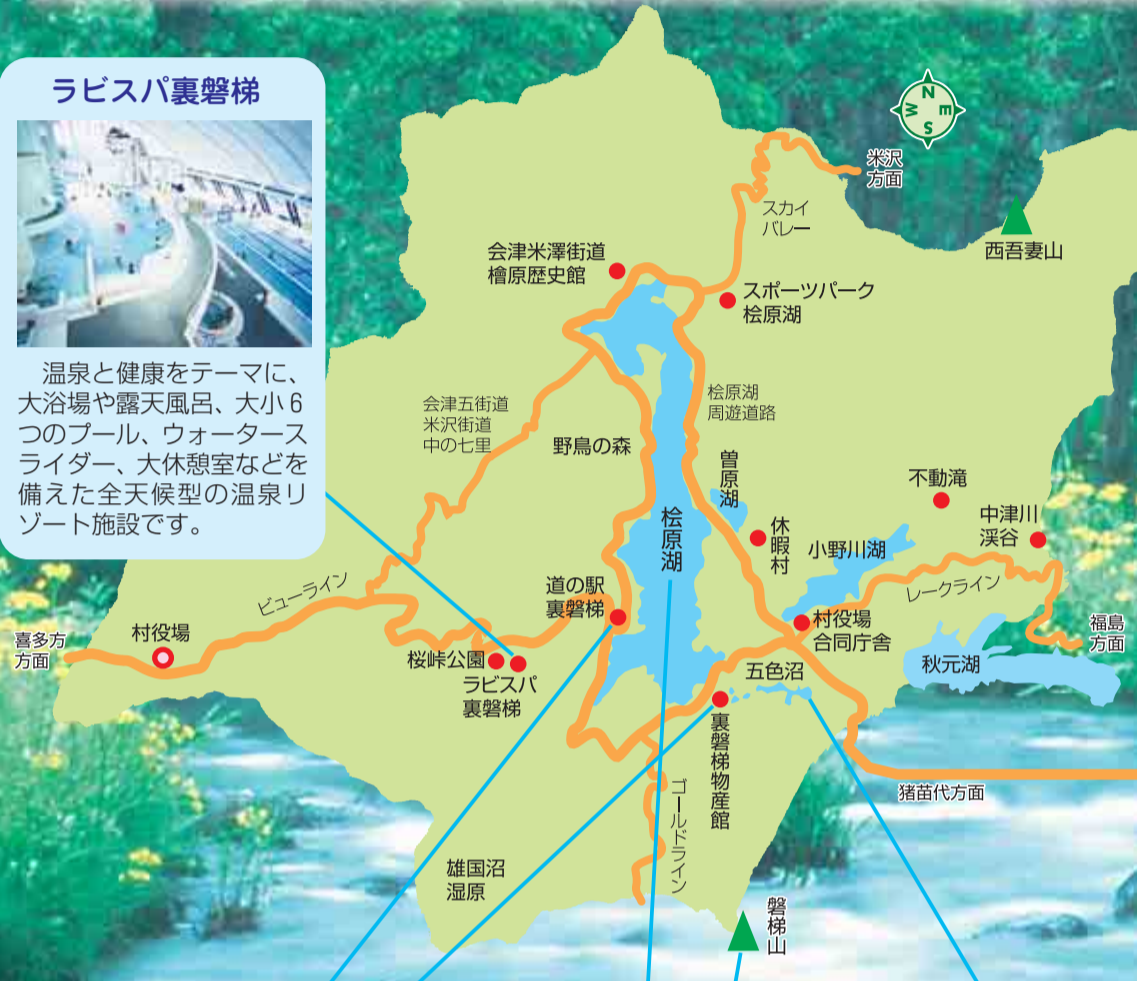 ラビスパ裏磐梯
温泉と健康をテーマに、
大浴場や露天風呂、大小6
つのプール、ウォータース
ライダー、大休憩室などを
備えた全天候型の温泉リ
ゾート施設です。
N
W
E
S
米沢
方面
スカイ
バレー
西吾妻山
会津米澤街道
檜原歴史館
スポーツパーク
桧原湖
会津五街道
米沢街道
中の七里
桧原湖
周遊道路
野鳥の森
曽原湖
不動滝
中津川
渓谷
桧原湖
休暇村
小野川湖
ビューライン
道の駅
裏磐梯
レークライン
村役場
喜多方
方面
村役場
合同庁舎
福島
方面
桜峠公園
ラビスパ
裏磐梯
五色沼
秋元湖
裏磐梯物産館
ゴールドライン
猪苗代方面
雄国沼
湿原
磐梯山